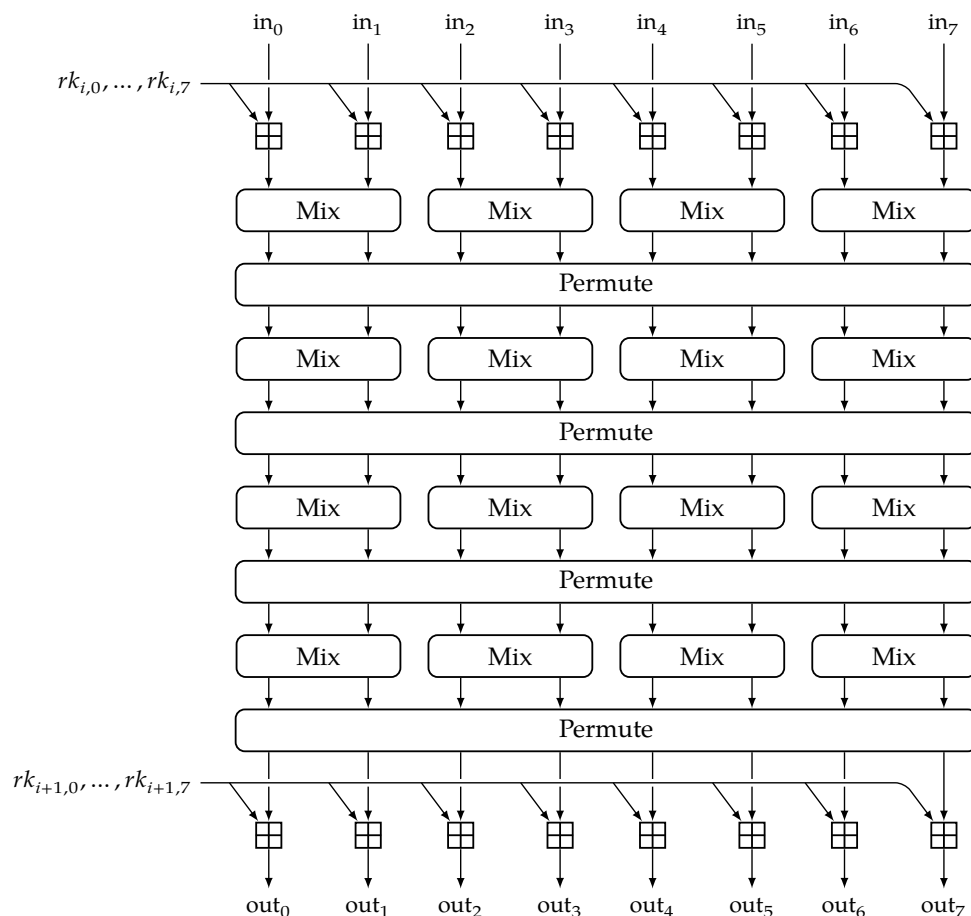 in₀ in₁ in₂ in₃ in₄ in₅ in₆ in₇
rkᵢ,₀, ... , rkᵢ,₇
Mix Mix Mix Mix
Permute
Mix Mix Mix Mix
Permute
Mix Mix Mix Mix
Permute
Mix Mix Mix Mix
Permute
rkᵢ₊₁,₀, ... , rkᵢ₊₁,₇
out₀ out₁ out₂ out₃ out₄ out₅ out₆ out₇